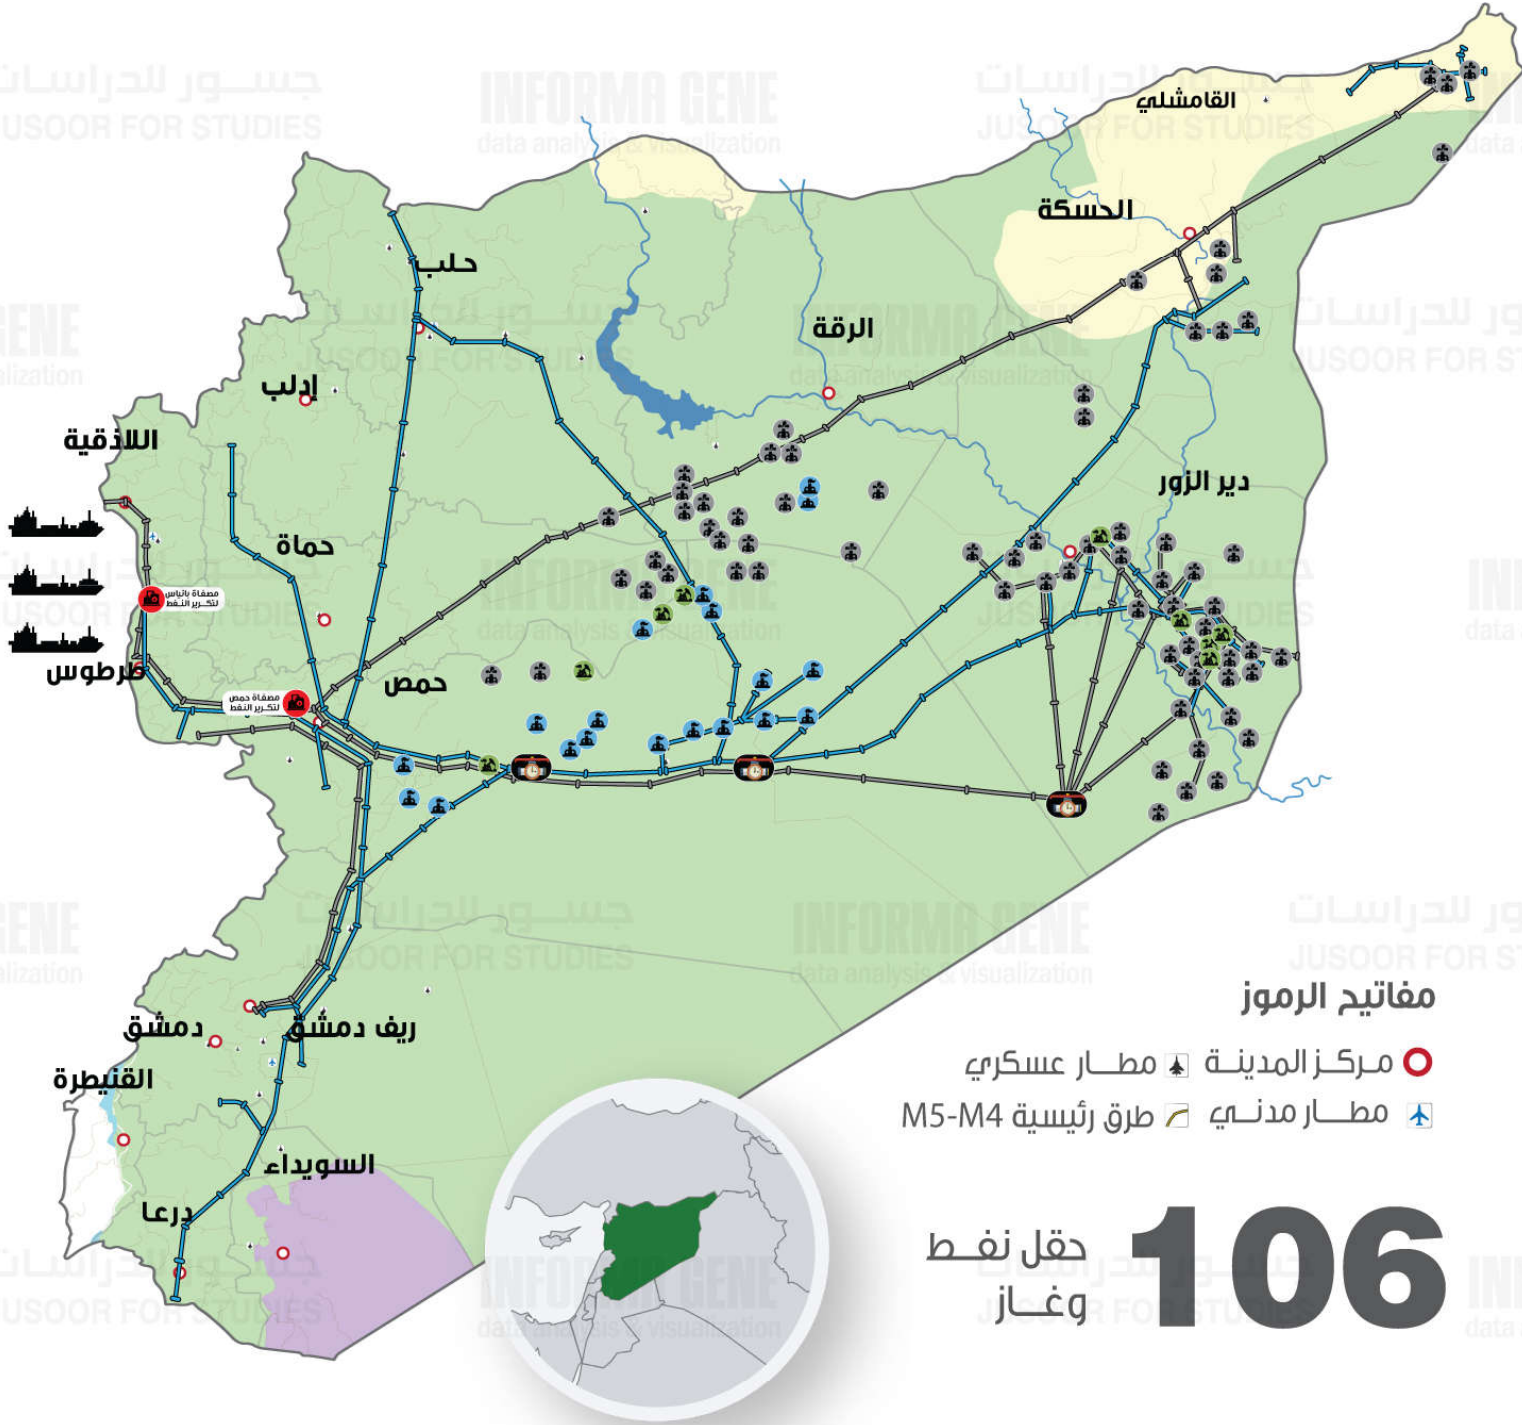 القامشلي
الحسكة
حلب
الرقة
إدلب
اللاذقية
دير الزور
حماة
مصفاة بانياس
لتكرير النفط
طرطوس
حمص
مصفاة حمص
لتكرير النفط
دمشق
ريف دمشق
القنيطرة
السويداء
درعا
مفاتيح الرموز
مركز المدينة
مطار عسكري
مطار مدني
طرق رئيسية M5-M4
106
حقل نفط
وغاز
جسور للدراسات
JUSOOR FOR STUDIES
INFORMA GENE
data analysis & visualization